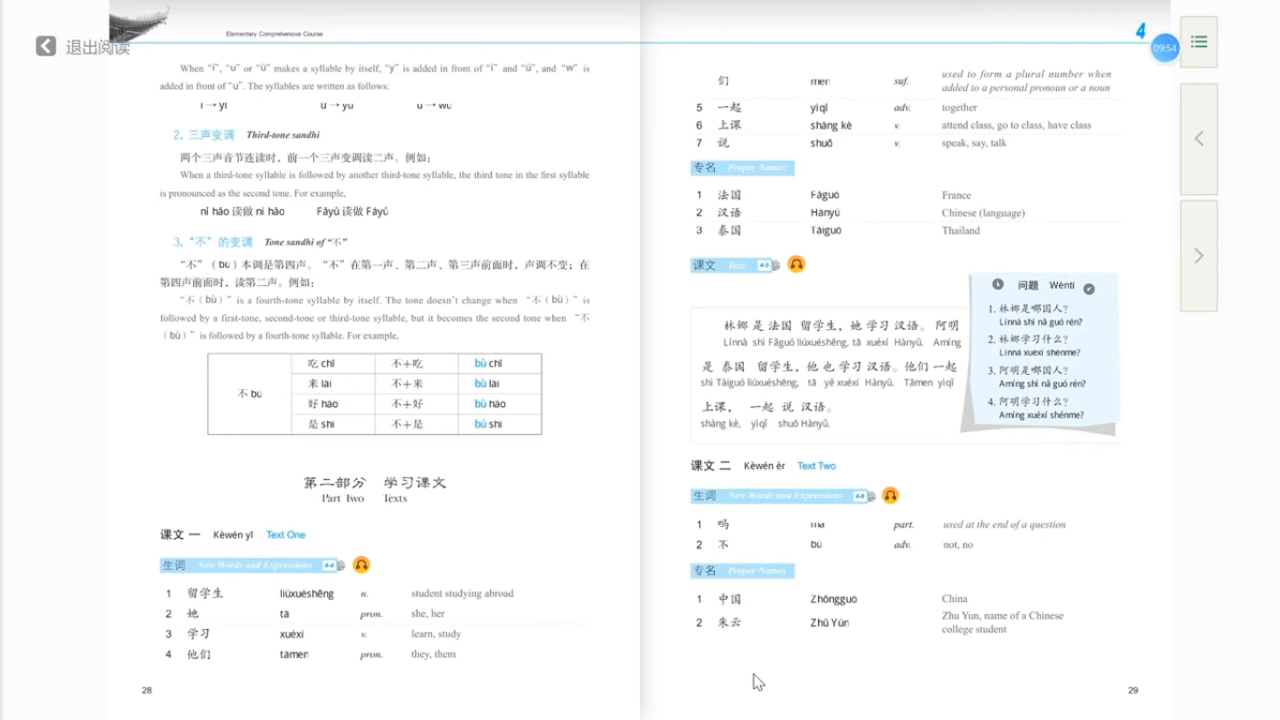 退出阅读
Elementary Comprehensive Course
When "i", "u" or "ü" makes a syllable by itself, "y" is added in front of "i" and "ü", and "w" is
added in front of "u". The syllables are written as follows:
i → yi ü → yu u → wu
2. 三声变调 Third-tone sandhi
两个三声音节连读时，前一个三声变调读二声。例如：
When a third-tone syllable is followed by another third-tone syllable, the third tone in the first syllable
is pronounced as the second tone. For example,
nǐ hǎo 读做 ní hǎo Fǎyǔ 读做 Fáyǔ
3. "不" 的变调 Tone sandhi of "不"
"不"（bù）本调是第四声。"不" 在第一声、第二声、第三声前面时，声调不变；在
第四声前面时，读第二声。例如：
"不（bù）" is a fourth-tone syllable by itself. The tone doesn't change when "不（bù）" is
followed by a first-tone, second-tone or third-tone syllable, but it becomes the second tone when "不
（bù）" is followed by a fourth-tone syllable. For example,
不 bù
吃 chī 不＋吃 bù chī
来 lái 不＋来 bù lái
好 hǎo 不＋好 bù hǎo
是 shì 不＋是 bú shì
第二部分 学习课文
Part Two Texts
课文 一 Kèwén yī Text One
生词 New Words and Expressions 4-4
1 留学生 liúxuéshēng n. student studying abroad
2 她 tā pron. she, her
3 学习 xuéxí v. learn, study
4 他们 tāmen pron. they, them
28
4
09:54
们 men suf. used to form a plural number when
added to a personal pronoun or a noun
5 一起 yìqǐ adv. together
6 上课 shàng kè v. attend class, go to class, have class
7 说 shuō v. speak, say, talk
专名 Proper Names
1 法国 Fǎguó France
2 汉语 Hànyǔ Chinese (language)
3 泰国 Tàiguó Thailand
课文 Text 4-5
林娜 是 法国 留学生，她 学习 汉语。阿明
Línnà shì Fǎguó liúxuéshēng, tā xuéxí Hànyǔ. Āmíng
是 泰国 留学生，他 也 学习 汉语。他们 一起
shì Tàiguó liúxuéshēng, tā yě xuéxí Hànyǔ. Tāmen yìqǐ
上课， 一起 说 汉语。
shàng kè, yìqǐ shuō Hànyǔ.
问题 Wèntí
1. 林娜是哪国人？
Línnà shì nǎ guó rén?
2. 林娜学习什么？
Línnà xuéxí shénme?
3. 阿明是哪国人？
Āmíng shì nǎ guó rén?
4. 阿明学习什么？
Āmíng xuéxí shénme?
课文 二 Kèwén èr Text Two
生词 New Words and Expressions 4-6
1 吗 ma part. used at the end of a question
2 不 bù adv. not, no
专名 Proper Names
1 中国 Zhōngguó China
2 朱云 Zhū Yún Zhu Yun, name of a Chinese
college student
29